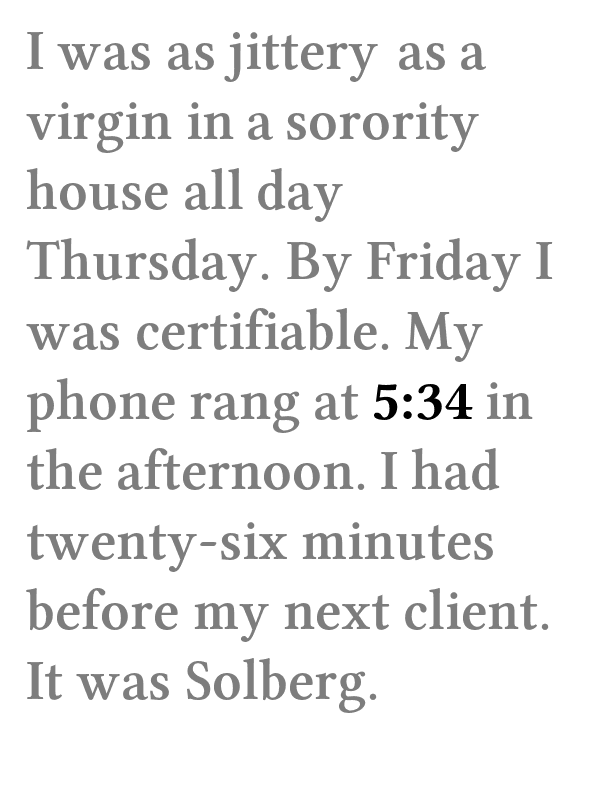 I was as jittery as a
virgin in a sorority
house all day
Thursday. By Friday I
was certifiable. My
phone rang at 5:34 in
the afternoon. I had
twenty-six minutes
before my next client.
It was Solberg.